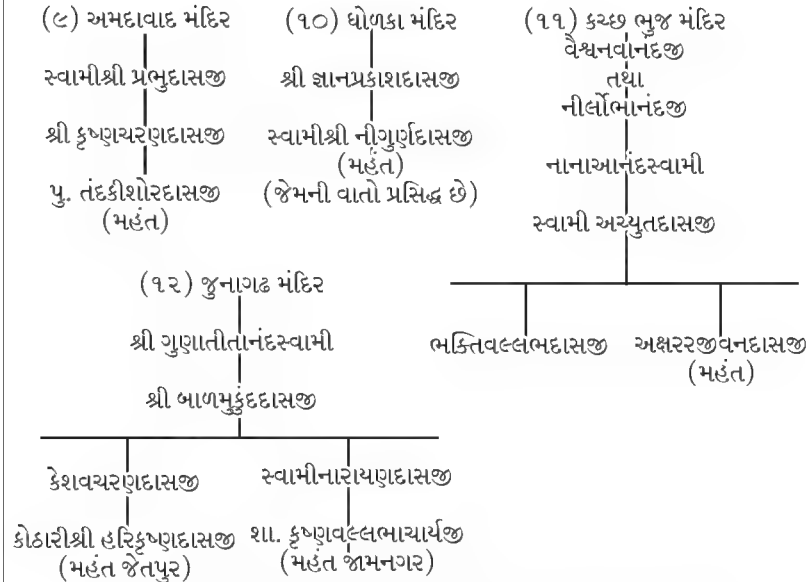 (૯) અમદાવાદ મંદિર
સ્વામીશ્રી પ્રભુદાસજી
શ્રી કૃષ્ણચરણદાસજી
પુ. તંદકીશોરદાસજી
(મહંત)
(૧૦) ધોળકા મંદિર
શ્રી જ્ઞાનપ્રકાશદાસજી
સ્વામીશ્રી નીગુર્ણદાસજી
(મહંત)
(જેમની વાતો પ્રસિદ્ધ છે)
(૧૧) કચ્છ ભુજ મંદિર
વૈશ્વનવાનંદજી
તથા
નીર્લોભાનંદજી
નાનાઆનંદસ્વામી
સ્વામી અચ્યુતદાસજી
ભક્તિવલ્લભદાસજી
અક્ષરરજીવનદાસજી
(મહંત)
(૧૨) જુનાગઢ મંદિર
શ્રી ગુણાતીતાનંદસ્વામી
શ્રી બાળમુકુંદદાસજી
કેશવચરણદાસજી
કોઠારીશ્રી હરિકૃષ્ણદાસજી
(મહંત જેતપુર)
સ્વામીનારાયણદાસજી
શા. કૃષ્ણવલ્લભાચાર્યજી
(મહંત જામનગર)